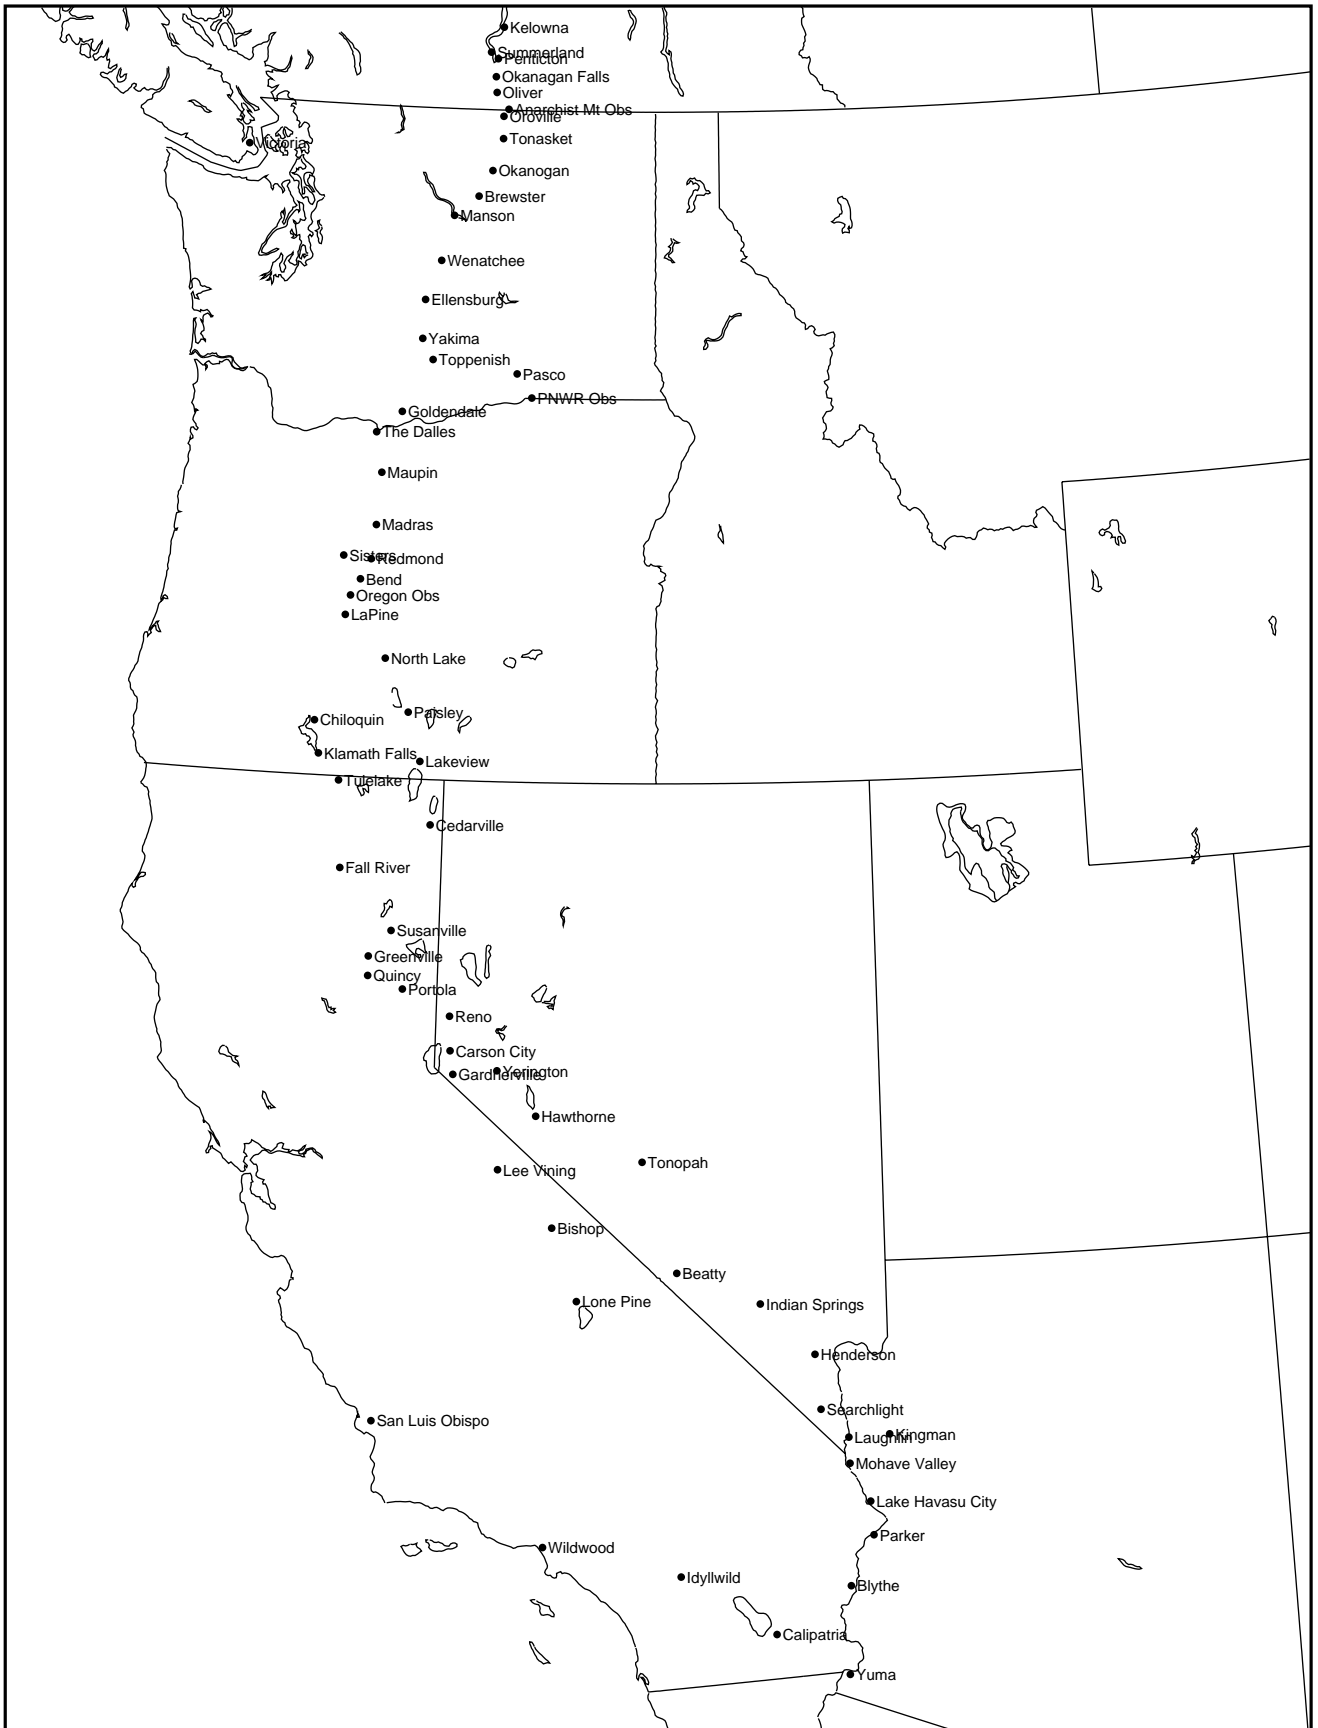 Kelowna
Summerland
Penticton
Okanagan Falls
Oliver
Anarchist Mt Obs
Oroville
Tonasket
Victoria
Okanogan
Brewster
Manson
Wenatchee
Ellensburg
Yakima
Toppenish
Pasco
PNWR Obs
Goldendale
The Dalles
Maupin
Madras
Sisters
Redmond
Bend
Oregon Obs
LaPine
North Lake
Paisley
Chiloquin
Klamath Falls
Lakeview
Tulelake
Cedarville
Fall River
Susanville
Greenville
Quincy
Portola
Reno
Carson City
Yerington
Gardnerville
Hawthorne
Tonopah
Lee Vining
Bishop
Beatty
Lone Pine
Indian Springs
Henderson
Searchlight
San Luis Obispo
Kingman
Laughlin
Mohave Valley
Lake Havasu City
Parker
Wildwood
Idyllwild
Blythe
Calipatria
Yuma